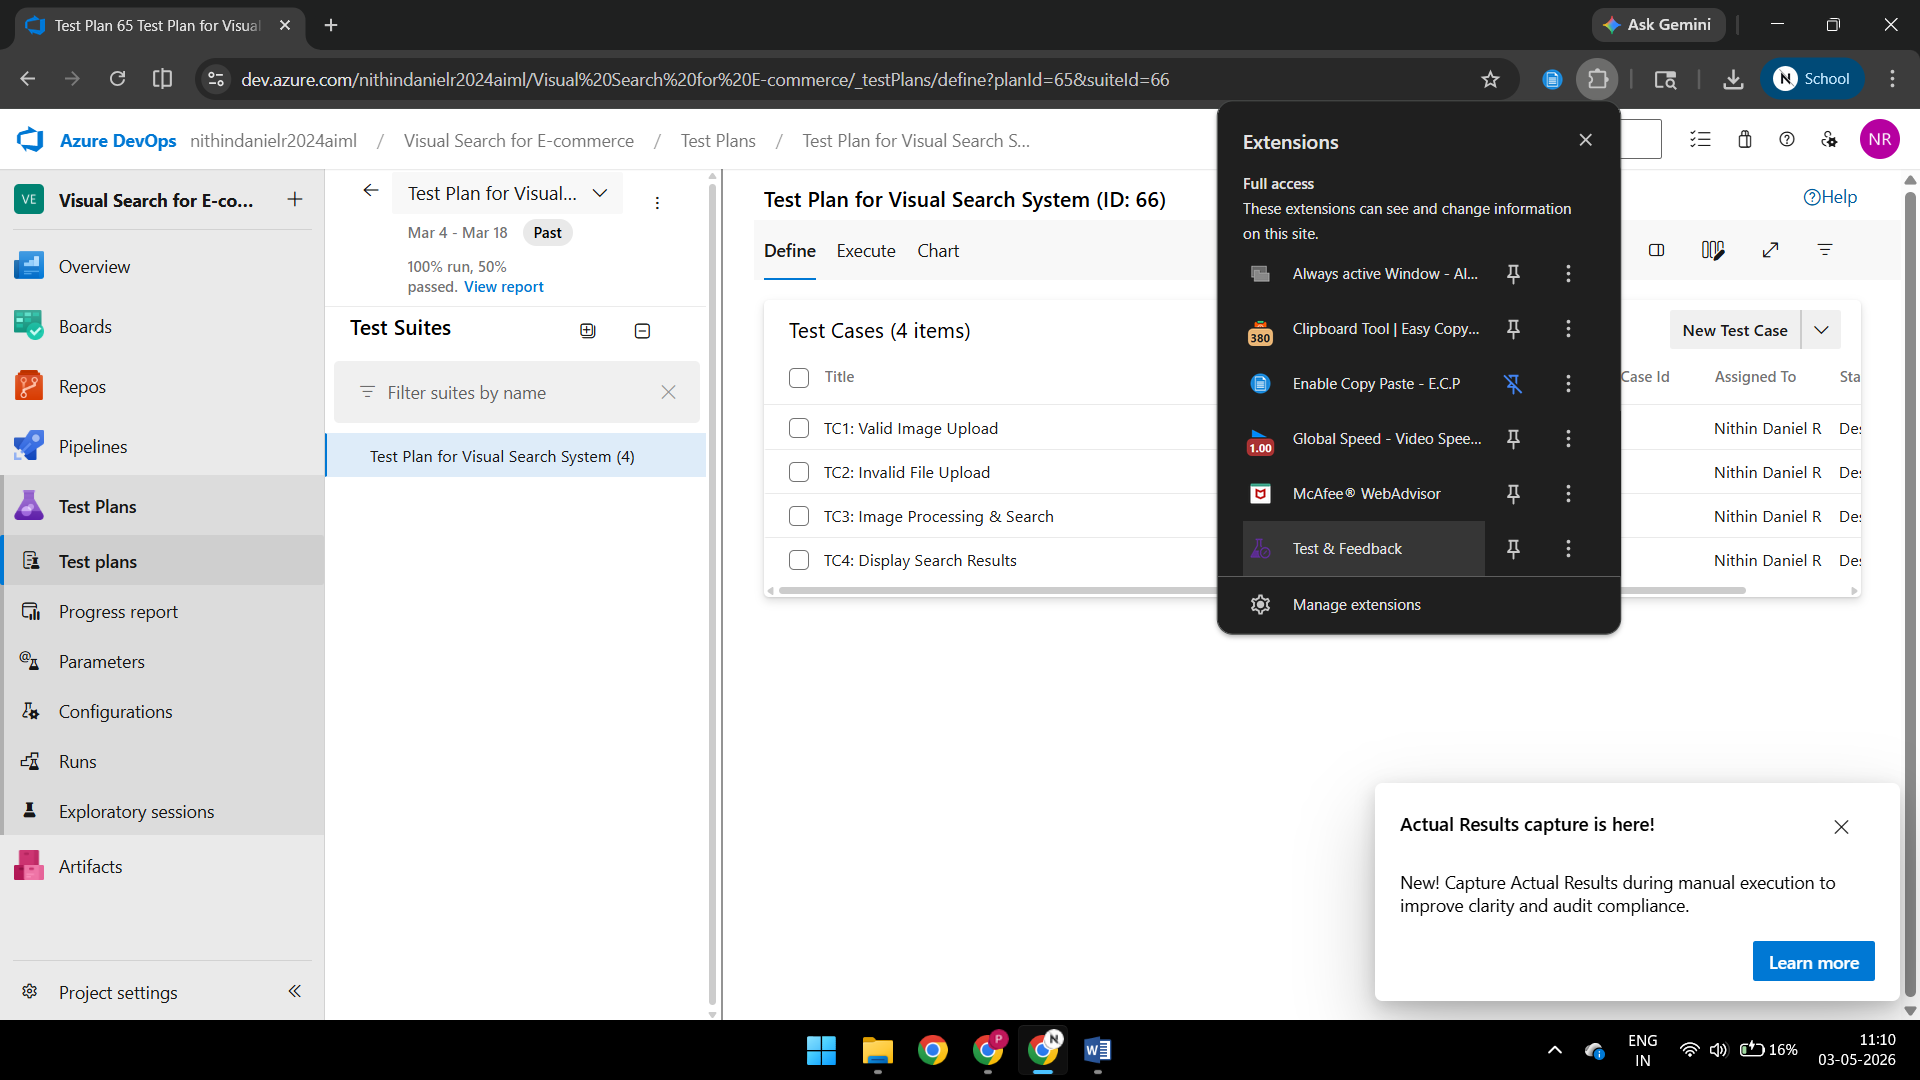 Test Plan 65 Test Plan for Visual
Ask Gemini
dev.azure.com/nithindanielr2024aiml/Visual%20Search%20for%20E-commerce/_testPlans/define?planId=65&suiteId=66
N School
Azure DevOps nithindanielr2024aiml / Visual Search for E-commerce / Test Plans / Test Plan for Visual Search S...
NR
VE Visual Search for E-co...
Overview
Boards
Repos
Pipelines
Test Plans
Test plans
Progress report
Parameters
Configurations
Runs
Exploratory sessions
Artifacts
Project settings
Test Plan for Visual...
Mar 4 - Mar 18 Past
100% run, 50%
passed. View report
Test Suites
Filter suites by name
Test Plan for Visual Search System (4)
Test Plan for Visual Search System (ID: 66)
Help
Define Execute Chart
Test Cases (4 items)
New Test Case
Title Case Id Assigned To Sta
TC1: Valid Image Upload Nithin Daniel R Des
TC2: Invalid File Upload Nithin Daniel R Des
TC3: Image Processing & Search Nithin Daniel R Des
TC4: Display Search Results Nithin Daniel R Des
Extensions
Full access
These extensions can see and change information
on this site.
Always active Window - Al...
380 Clipboard Tool | Easy Copy...
Enable Copy Paste - E.C.P
1.00 Global Speed - Video Spee...
McAfee® WebAdvisor
Test & Feedback
Manage extensions
Actual Results capture is here!
New! Capture Actual Results during manual execution to
improve clarity and audit compliance.
Learn more
P
N
ENG
IN
16%
11:10
03-05-2026